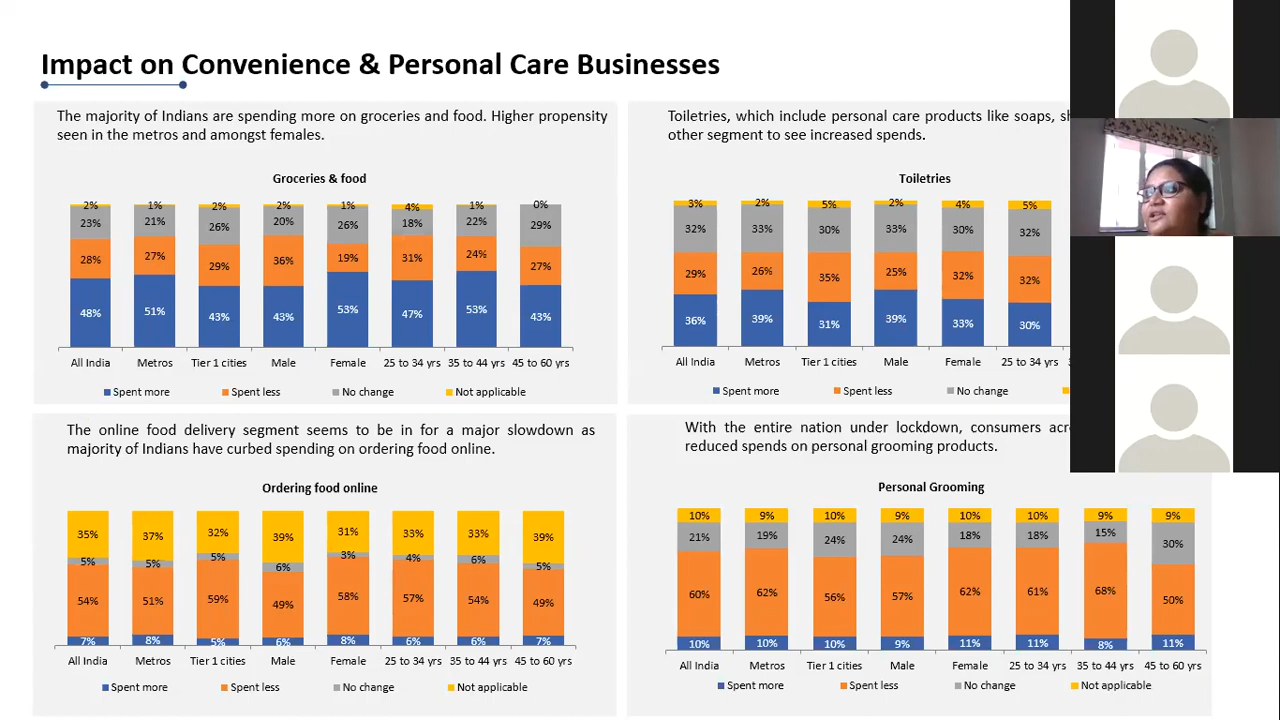 Impact on Convenience & Personal Care Businesses
The majority of Indians are spending more on groceries and food. Higher propensity
seen in the metros and amongst females.
Groceries & food
2% 1% 2% 2% 1% 4% 1% 0%
23% 21% 26% 20% 26% 18% 22% 29%
28% 27% 29% 36% 19% 31% 24% 27%
48% 51% 43% 43% 53% 47% 53% 43%
All India Metros Tier 1 cities Male Female 25 to 34 yrs 35 to 44 yrs 45 to 60 yrs
Spent more Spent less No change Not applicable
Toiletries, which include personal care products like soaps,
other segment to see increased spends.
Toiletries
3% 2% 5% 2% 4% 5%
32% 33% 30% 33% 30% 32%
29% 26% 35% 25% 32% 32%
36% 39% 31% 39% 33% 30%
All India Metros Tier 1 cities Male Female 25 to 34 yrs
Spent more Spent less No change
The online food delivery segment seems to be in for a major slowdown as
majority of Indians have curbed spending on ordering food online.
Ordering food online
35% 37% 32% 39% 31% 33% 33% 39%
5% 5% 5% 6% 3% 4% 6% 5%
54% 51% 59% 49% 58% 57% 54% 49%
7% 8% 5% 6% 8% 6% 6% 7%
All India Metros Tier 1 cities Male Female 25 to 34 yrs 35 to 44 yrs 45 to 60 yrs
Spent more Spent less No change Not applicable
With the entire nation under lockdown, consumers
reduced spends on personal grooming products.
Personal Grooming
10% 9% 10% 9% 10% 10% 9% 9%
21% 19% 24% 24% 18% 18% 15% 30%
60% 62% 56% 57% 62% 61% 68% 50%
10% 10% 10% 9% 11% 11% 8% 11%
All India Metros Tier 1 cities Male Female 25 to 34 yrs 35 to 44 yrs 45 to 60 yrs
Spent more Spent less No change Not applicable